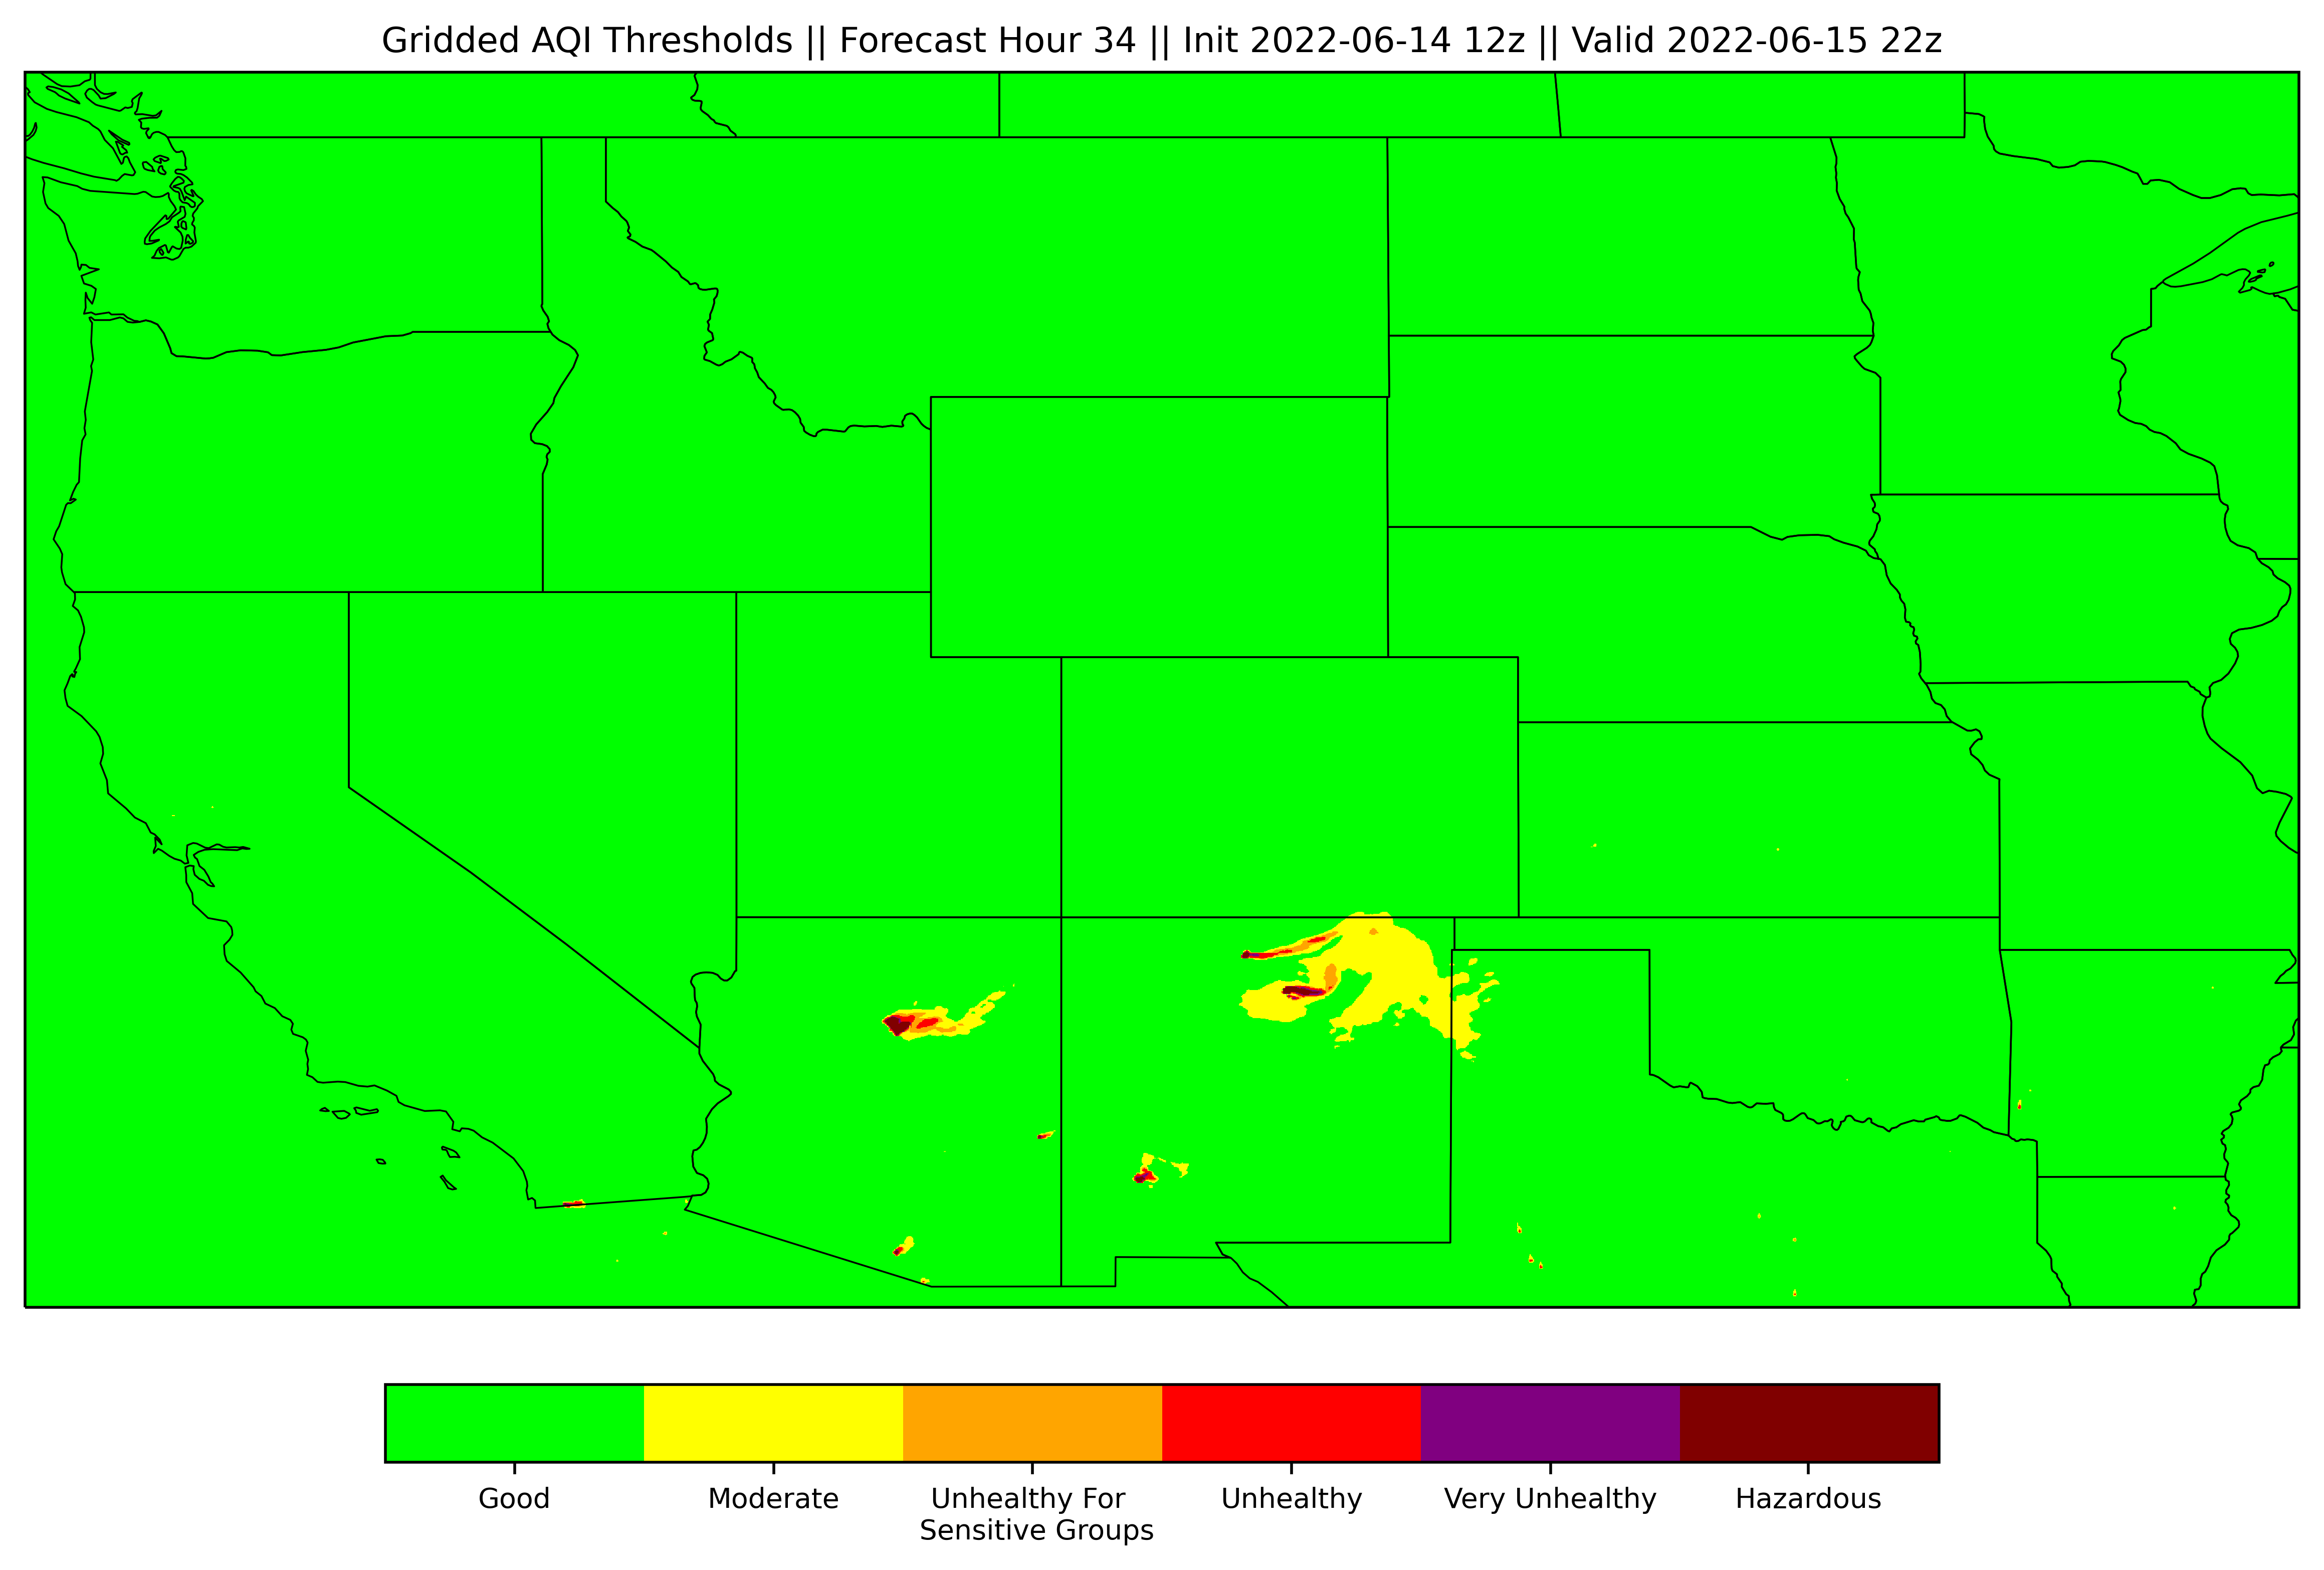 Gridded AQI Thresholds || Forecast Hour 34 || Init 2022-06-14 12z || Valid 2022-06-15 22z
Good
Moderate
Unhealthy For
Sensitive Groups
Unhealthy
Very Unhealthy
Hazardous